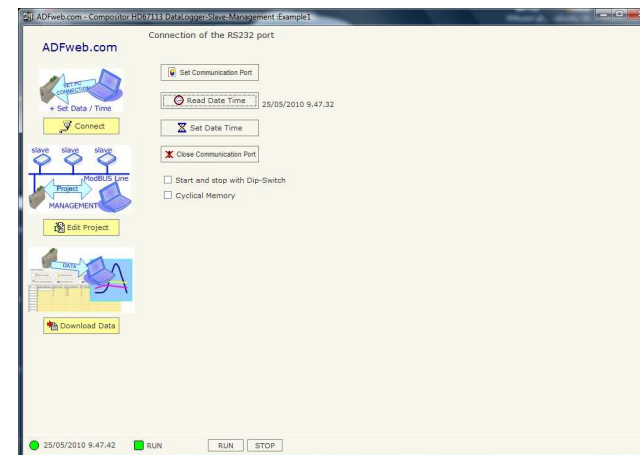 ADFweb.com - Compositor HD67113 DataLogger-Slave-Management :Example1
ADFweb.com
Connection of the RS232 port
SET PC
CONNECTION
+ Set Data / Time
Connect
Set Communication Port
Read Date Time
25/05/2010 9.47.32
Set Date Time
Close Communication Port
Start and stop with Dip-Switch
Cyclical Memory
slave slave slave
ModBUS Line
Project
MANAGEMENT
Edit Project
DATA
Download Data
25/05/2010 9.47.42 RUN RUN STOP